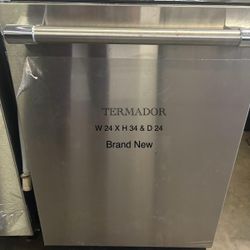 TERMADOR
W 24 X H 34 & D 24
Brand New